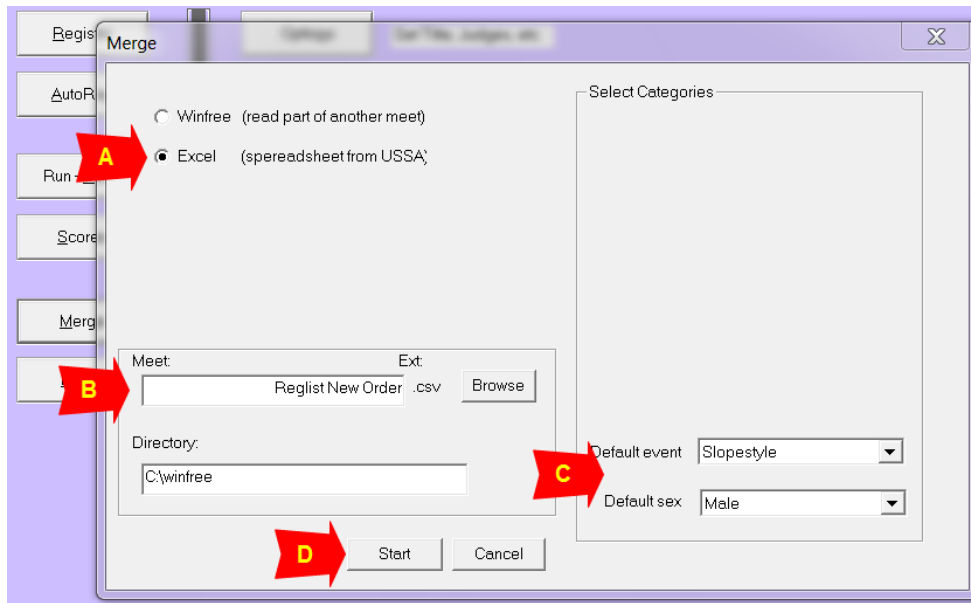 Regist
Merge
AutoR
Select Categories
Winfree (read part of another meet)
A
Excel (spereadsheet from USSA)
Run -
Score
Merg
Meet: Ext:
B
Reglist New Order .csv Browse
Directory:
C:\winfree
Default event Slopestyle
C
Default sex Male
D
Start Cancel